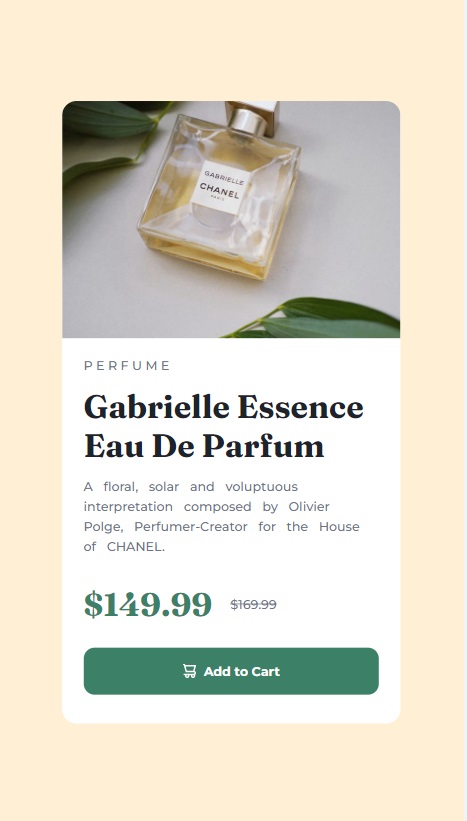 GABRIELLE
CHANEL
PARIS
PERFUME
Gabrielle Essence
Eau De Parfum
A floral, solar and voluptuous
interpretation composed by Olivier
Polge, Perfumer-Creator for the House
of CHANEL.
$149.99 $169.99
Add to Cart